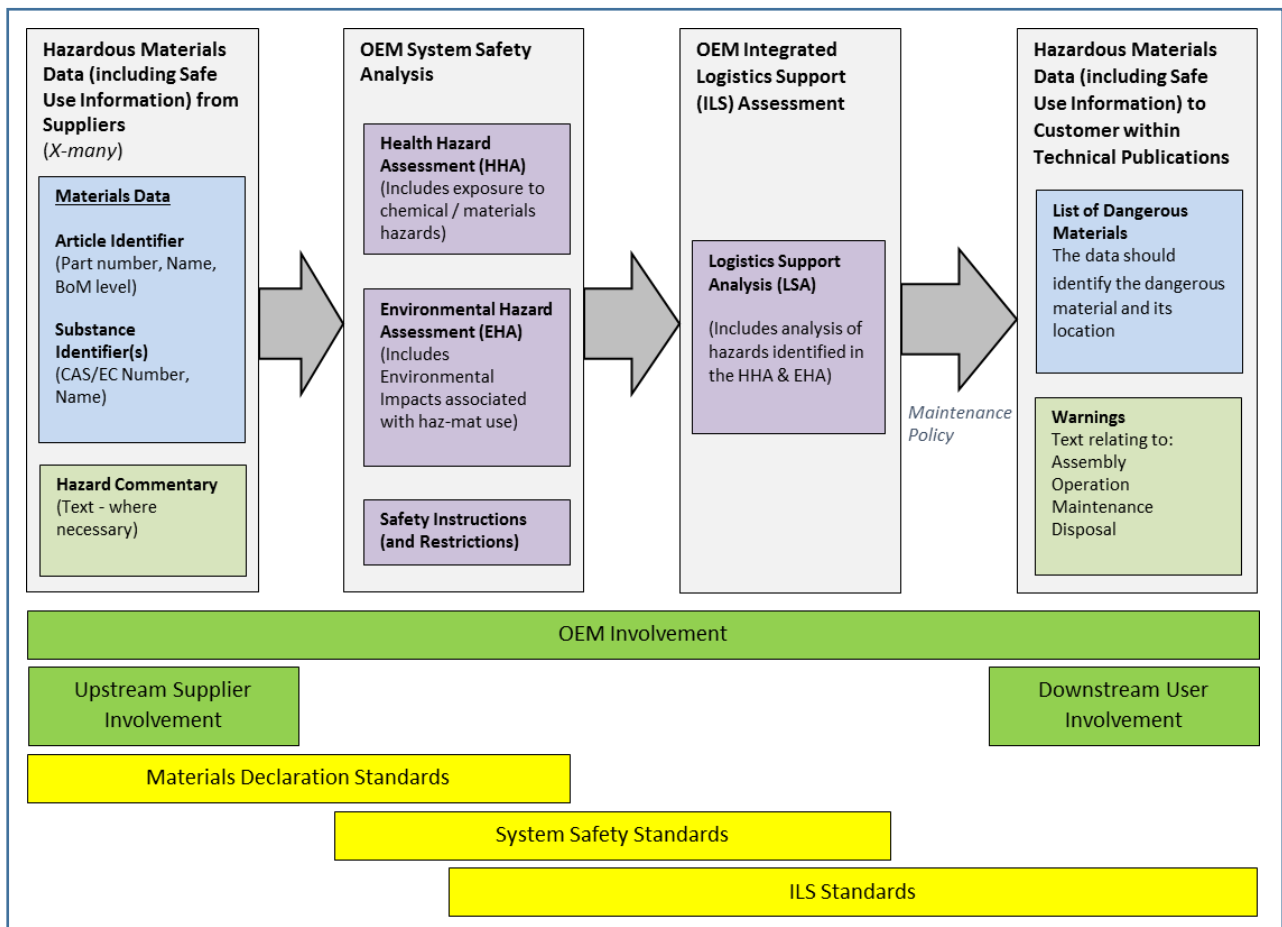 Hazardous Materials
Data (including Safe
Use Information) from
Suppliers
(X-many)
Materials Data
Article Identifier
(Part number, Name,
BoM level)
Substance
Identifier(s)
(CAS/EC Number,
Name)
Hazard Commentary
(Text - where
necessary)
OEM System Safety
Analysis
Health Hazard
Assessment (HHA)
(Includes exposure to
chemical / materials
hazards)
Environmental Hazard
Assessment (EHA)
(Includes
Environmental
Impacts associated
with haz-mat use)
Safety Instructions
(and Restrictions)
OEM Integrated
Logistics Support
(ILS) Assessment
Logistics Support
Analysis (LSA)
(Includes analysis of
hazards identified in
the HHA & EHA)
Maintenance
Policy
Hazardous Materials
Data (including Safe
Use Information) to
Customer within
Technical Publications
List of Dangerous
Materials
The data should
identify the dangerous
material and its
location
Warnings
Text relating to:
Assembly
Operation
Maintenance
Disposal
OEM Involvement
Upstream Supplier
Involvement
Downstream User
Involvement
Materials Declaration Standards
System Safety Standards
ILS Standards